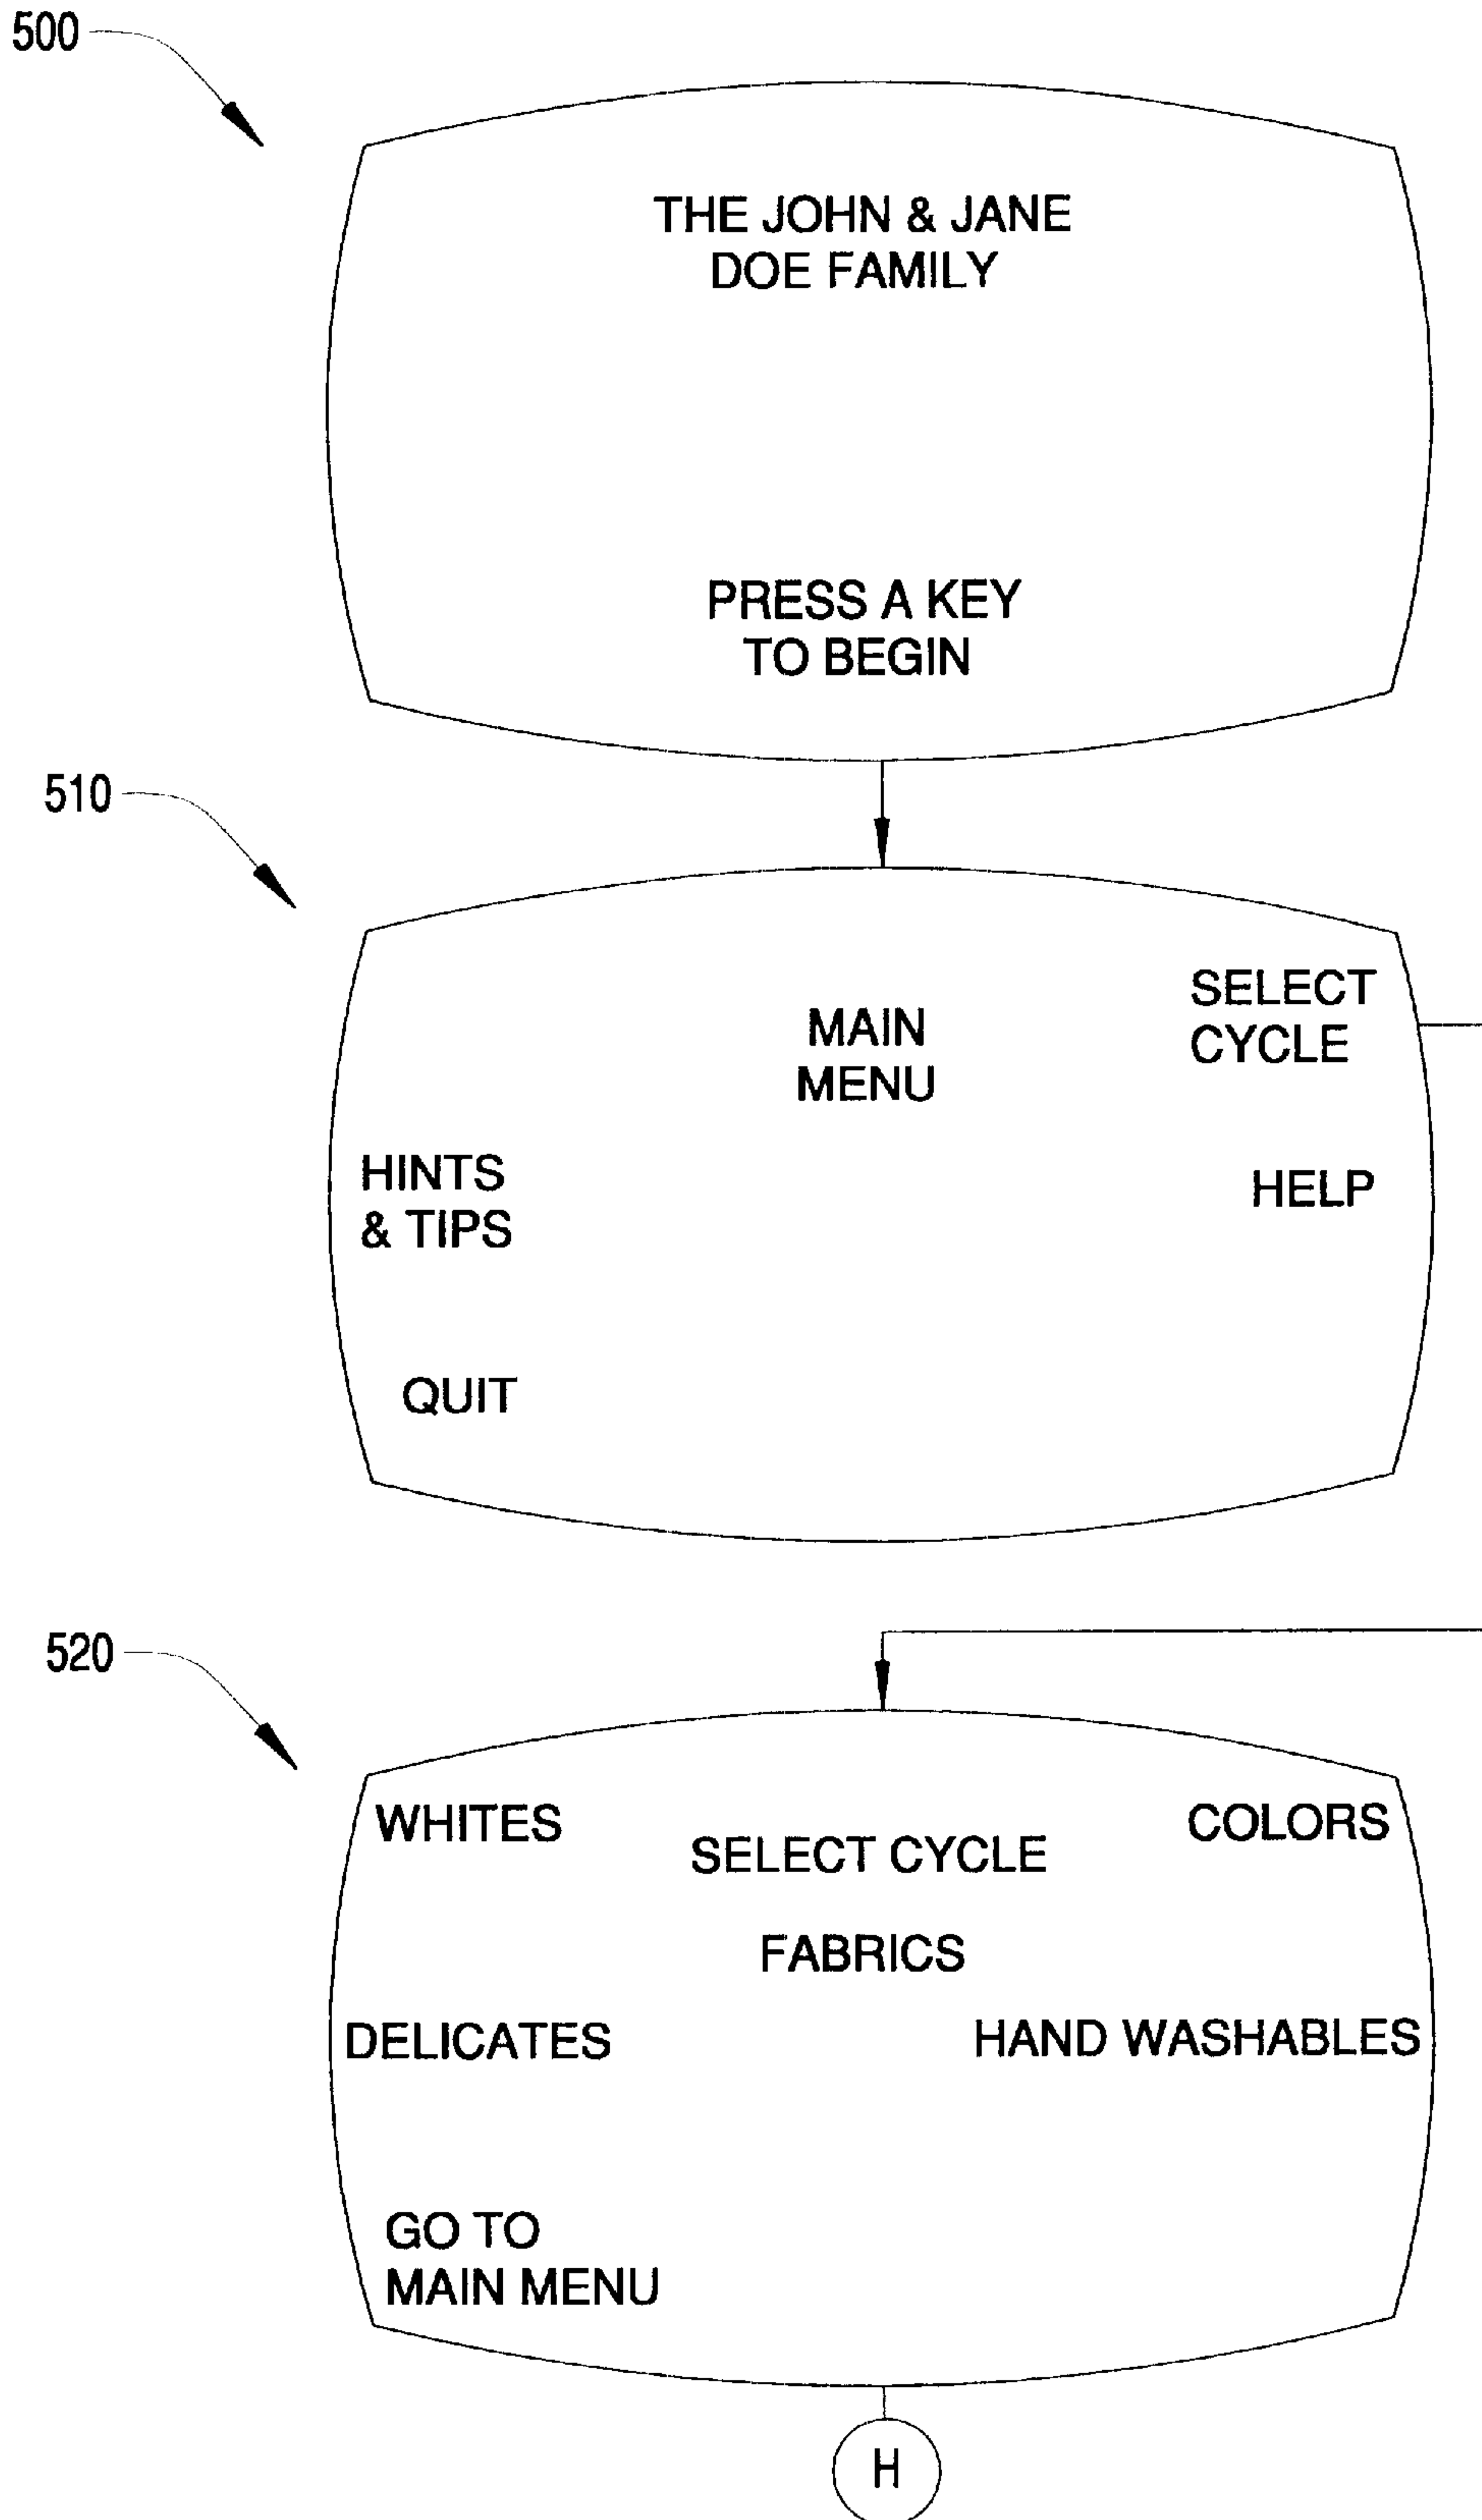 500
THE JOHN & JANE
DOE FAMILY
PRESS A KEY
TO BEGIN
510
MAIN
MENU
SELECT
CYCLE
HINTS
& TIPS
HELP
QUIT
520
WHITES
SELECT CYCLE
COLORS
FABRICS
DELICATES
HAND WASHABLES
GO TO
MAIN MENU
H